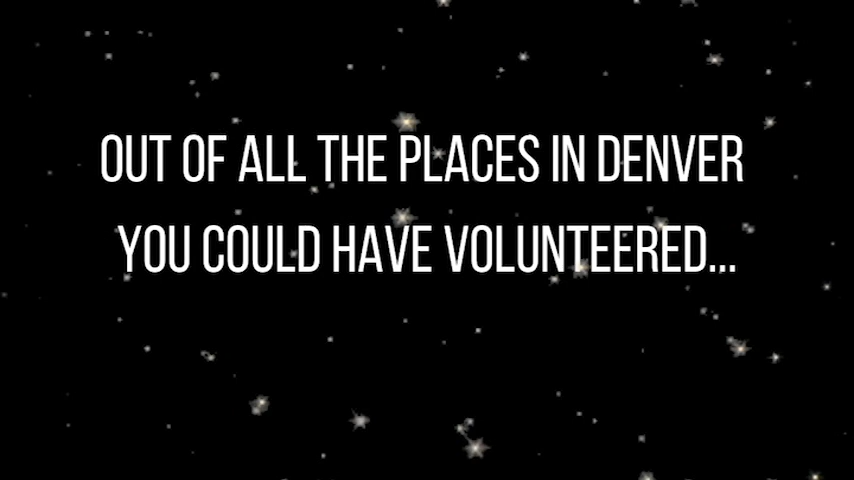 OUT OF ALL THE PLACES IN DENVER
YOU COULD HAVE VOLUNTEERED...